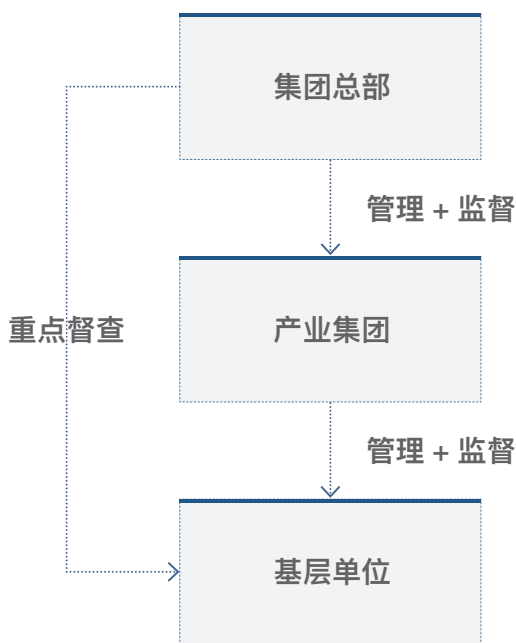 集团总部
管理 + 监督
重点督查
产业集团
管理 + 监督
基层单位